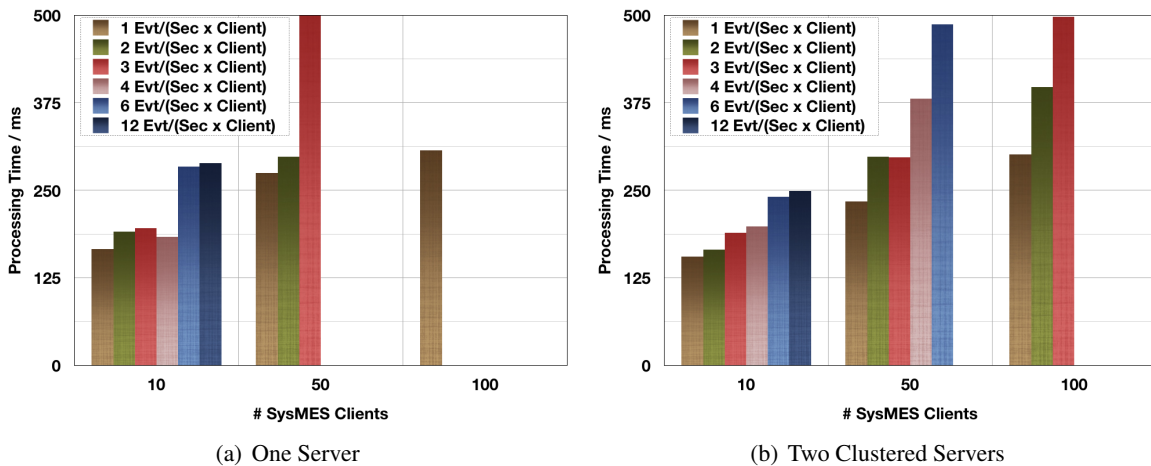 500
375
250
125
0
Processing Time / ms
1 Evt/(Sec x Client)
2 Evt/(Sec x Client)
3 Evt/(Sec x Client)
4 Evt/(Sec x Client)
6 Evt/(Sec x Client)
12 Evt/(Sec x Client)
10 50 100
# SysMES Clients
(a) One Server
500
375
250
125
0
Processing Time / ms
1 Evt/(Sec x Client)
2 Evt/(Sec x Client)
3 Evt/(Sec x Client)
4 Evt/(Sec x Client)
6 Evt/(Sec x Client)
12 Evt/(Sec x Client)
10 50 100
# SysMES Clients
(b) Two Clustered Servers